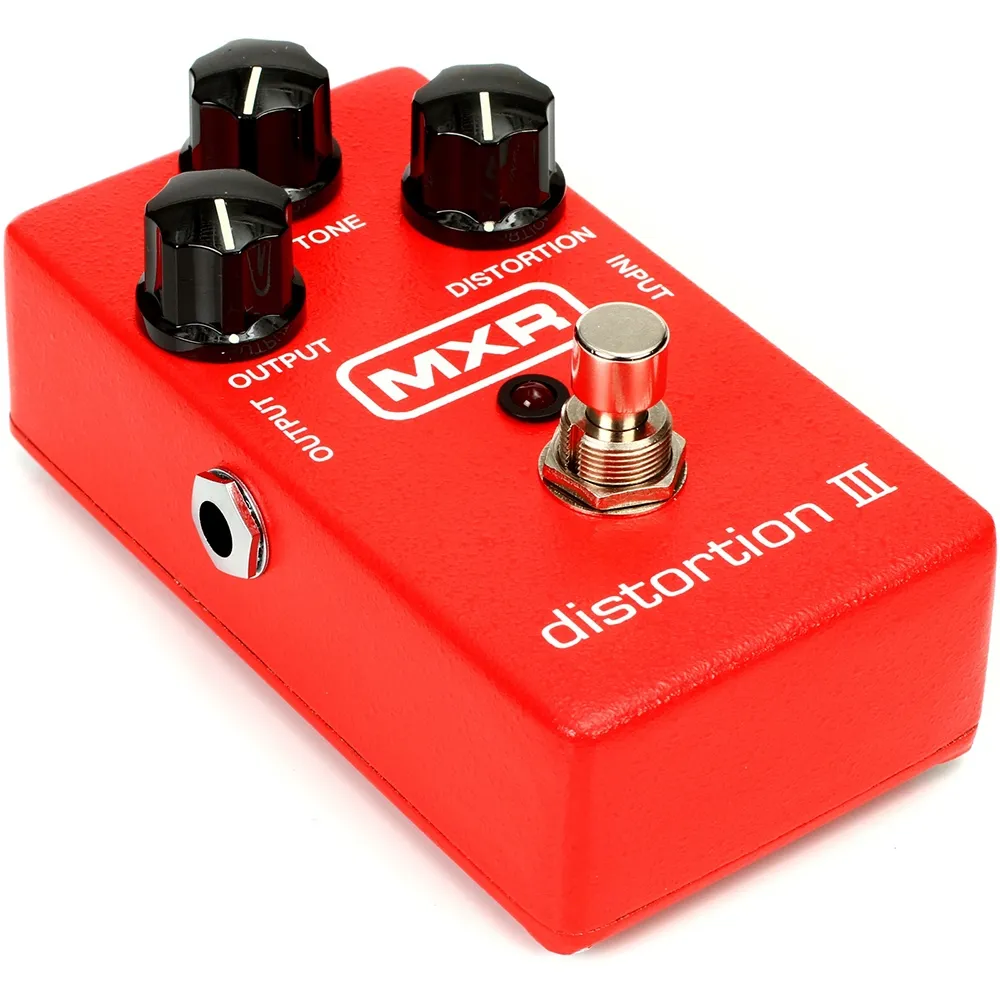 TONE
DISTORTION
INPUT
OUTPUT
OUTPUT
MXR
distortion III